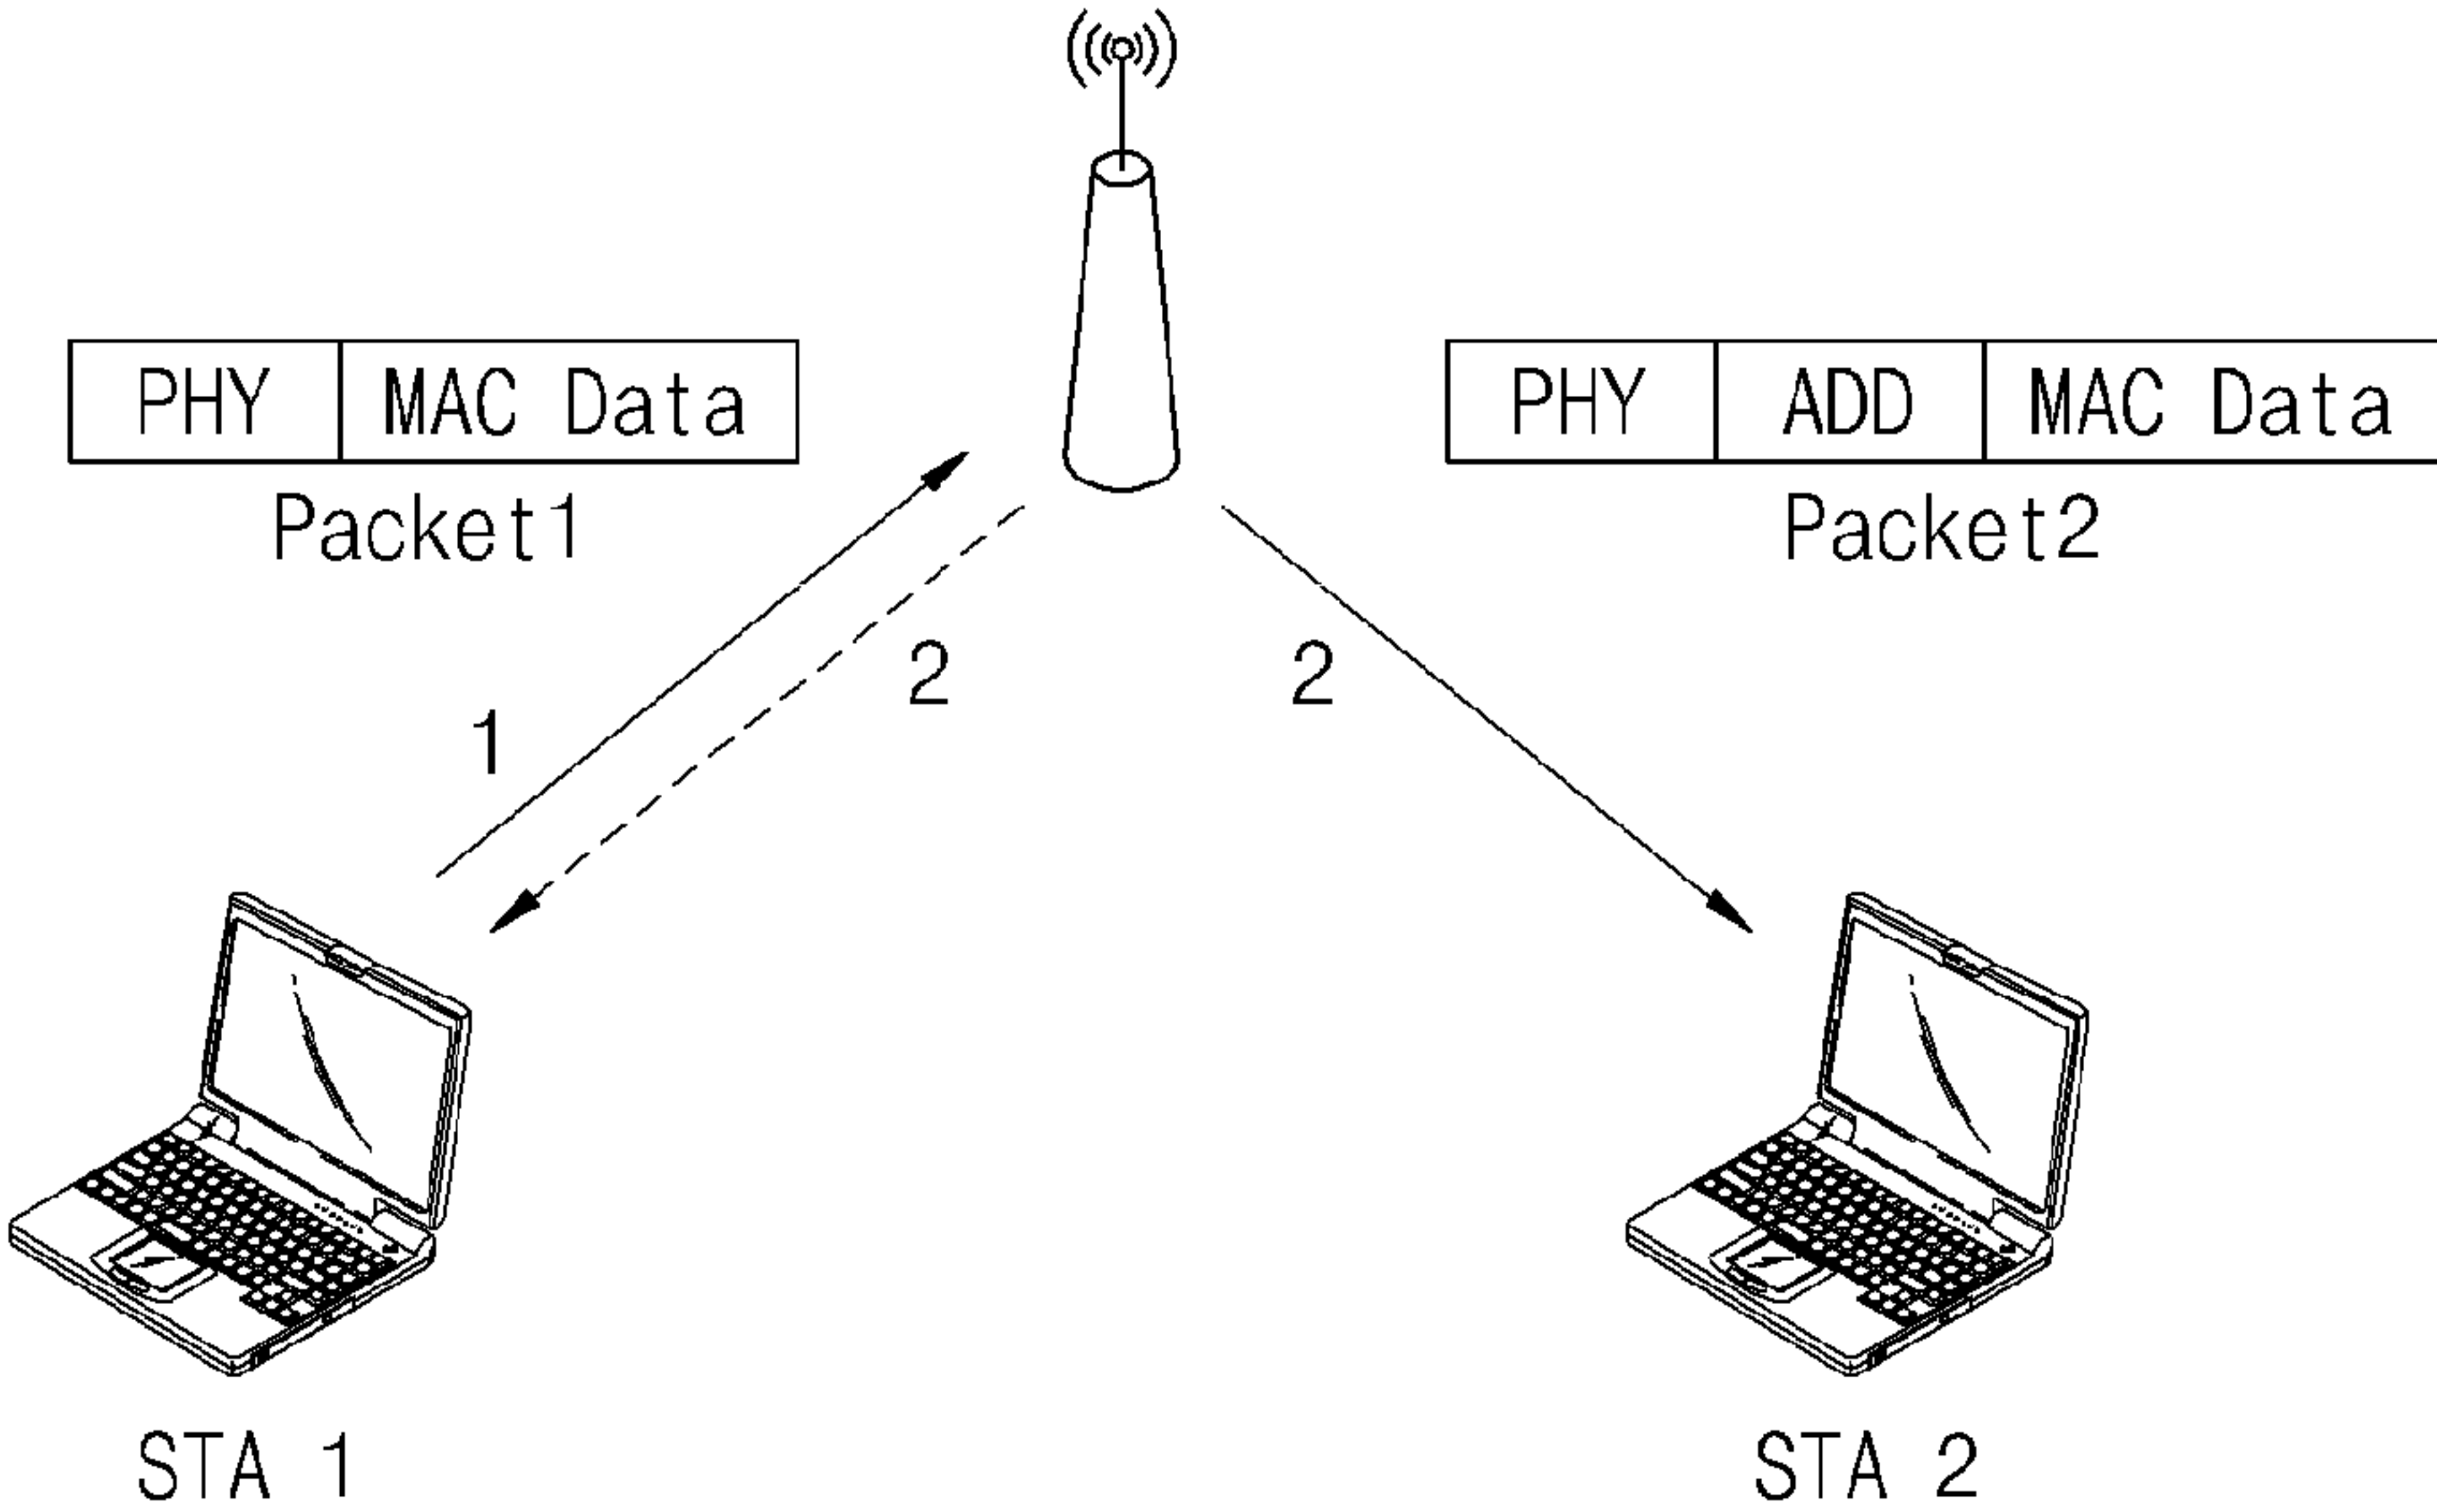 PHY MAC Data
Packet1
PHY ADD MAC Data
Packet2
1
2
2
STA 1
STA 2